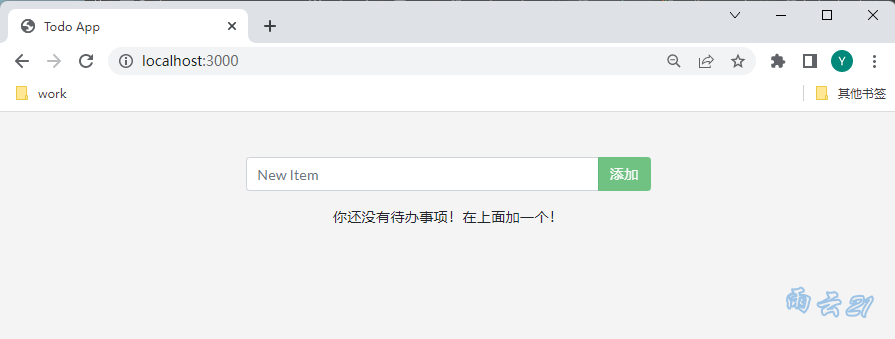 Todo App
localhost:3000
Y
work
其他书签
New Item
添加
你还没有待办事项！在上面加一个！
雨云21